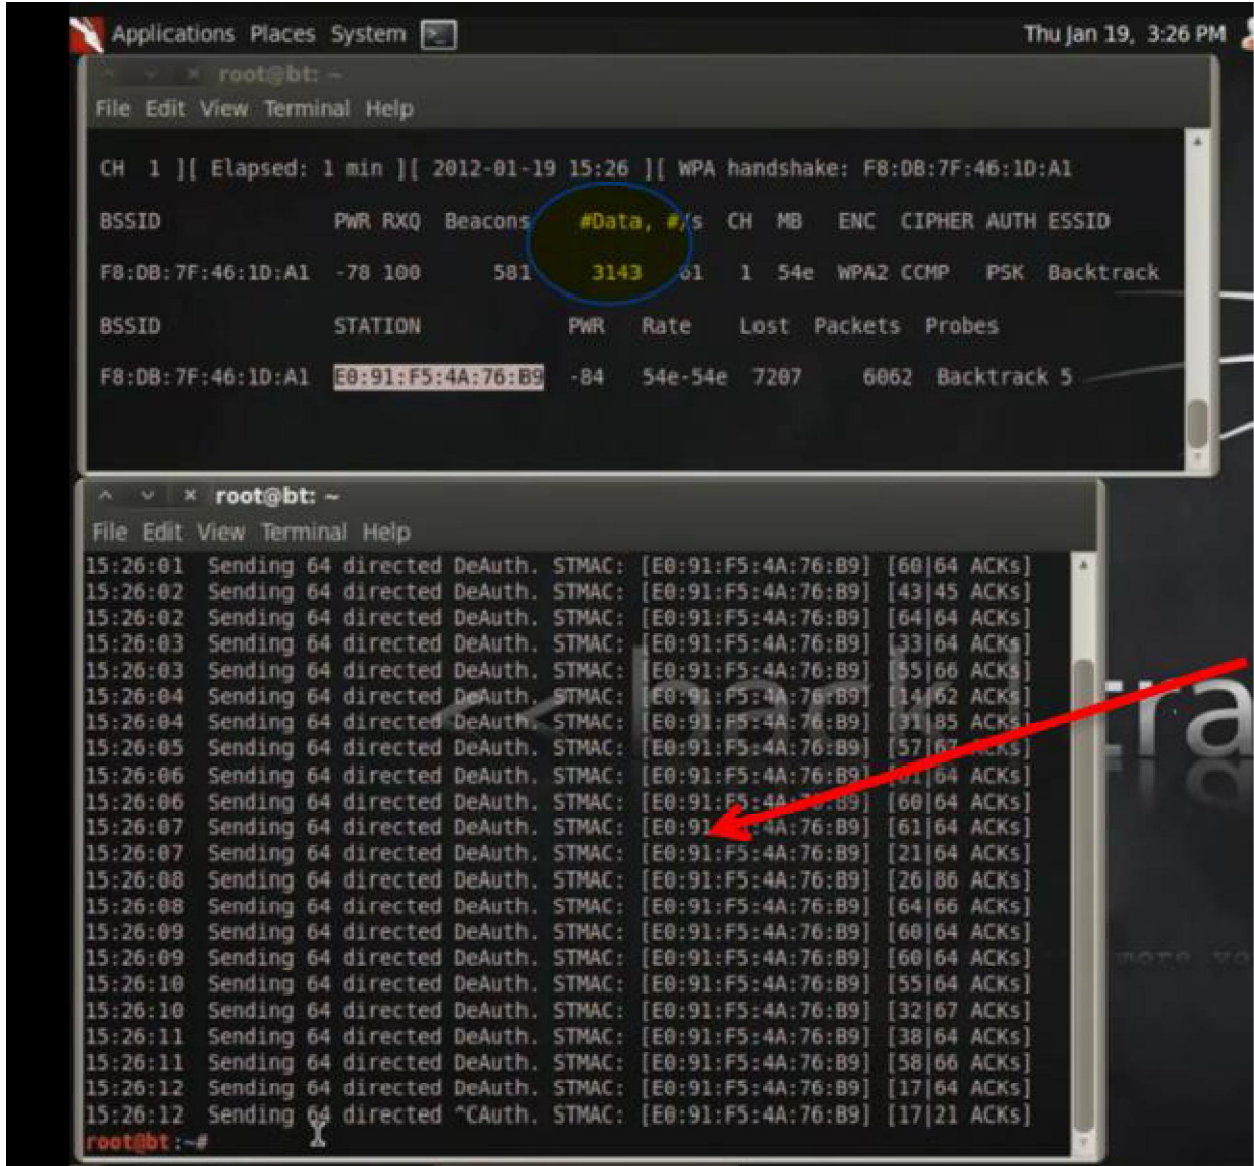 Applications Places System Thu Jan 19, 3:26 PM
root@bt: ~
File Edit View Terminal Help
CH 1 ][ Elapsed: 1 min ][ 2012-01-19 15:26 ][ WPA handshake: F8:DB:7F:46:1D:A1
BSSID PWR RXQ Beacons #Data, #/s CH MB ENC CIPHER AUTH ESSID
F8:DB:7F:46:1D:A1 -78 100 581 3143 61 1 54e WPA2 CCMP PSK Backtrack
BSSID STATION PWR Rate Lost Packets Probes
F8:DB:7F:46:1D:A1 E0:91:F5:4A:76:B9 -84 54e-54e 7207 6062 Backtrack 5
root@bt: ~
File Edit View Terminal Help
15:26:01 Sending 64 directed DeAuth. STMAC: [E0:91:F5:4A:76:B9] [60|64 ACKs]
15:26:02 Sending 64 directed DeAuth. STMAC: [E0:91:F5:4A:76:B9] [43|45 ACKs]
15:26:02 Sending 64 directed DeAuth. STMAC: [E0:91:F5:4A:76:B9] [64|64 ACKs]
15:26:03 Sending 64 directed DeAuth. STMAC: [E0:91:F5:4A:76:B9] [33|64 ACKs]
15:26:03 Sending 64 directed DeAuth. STMAC: [E0:91:F5:4A:76:B9] [55|66 ACKs]
15:26:04 Sending 64 directed DeAuth. STMAC: [E0:91:F5:4A:76:B9] [14|62 ACKs]
15:26:04 Sending 64 directed DeAuth. STMAC: [E0:91:F5:4A:76:B9] [31|85 ACKs]
15:26:05 Sending 64 directed DeAuth. STMAC: [E0:91:F5:4A:76:B9] [57|67 ACKs]
15:26:06 Sending 64 directed DeAuth. STMAC: [E0:91:F5:4A:76:B9] [61|64 ACKs]
15:26:06 Sending 64 directed DeAuth. STMAC: [E0:91:F5:4A:76:B9] [60|64 ACKs]
15:26:07 Sending 64 directed DeAuth. STMAC: [E0:91:F5:4A:76:B9] [61|64 ACKs]
15:26:07 Sending 64 directed DeAuth. STMAC: [E0:91:F5:4A:76:B9] [21|64 ACKs]
15:26:08 Sending 64 directed DeAuth. STMAC: [E0:91:F5:4A:76:B9] [26|86 ACKs]
15:26:08 Sending 64 directed DeAuth. STMAC: [E0:91:F5:4A:76:B9] [64|66 ACKs]
15:26:09 Sending 64 directed DeAuth. STMAC: [E0:91:F5:4A:76:B9] [60|64 ACKs]
15:26:09 Sending 64 directed DeAuth. STMAC: [E0:91:F5:4A:76:B9] [60|64 ACKs]
15:26:10 Sending 64 directed DeAuth. STMAC: [E0:91:F5:4A:76:B9] [55|64 ACKs]
15:26:10 Sending 64 directed DeAuth. STMAC: [E0:91:F5:4A:76:B9] [32|67 ACKs]
15:26:11 Sending 64 directed DeAuth. STMAC: [E0:91:F5:4A:76:B9] [38|64 ACKs]
15:26:11 Sending 64 directed DeAuth. STMAC: [E0:91:F5:4A:76:B9] [58|66 ACKs]
15:26:12 Sending 64 directed DeAuth. STMAC: [E0:91:F5:4A:76:B9] [17|64 ACKs]
15:26:12 Sending 64 directed ^CAuth. STMAC: [E0:91:F5:4A:76:B9] [17|21 ACKs]
root@bt:~#
<< back | tra
more yo